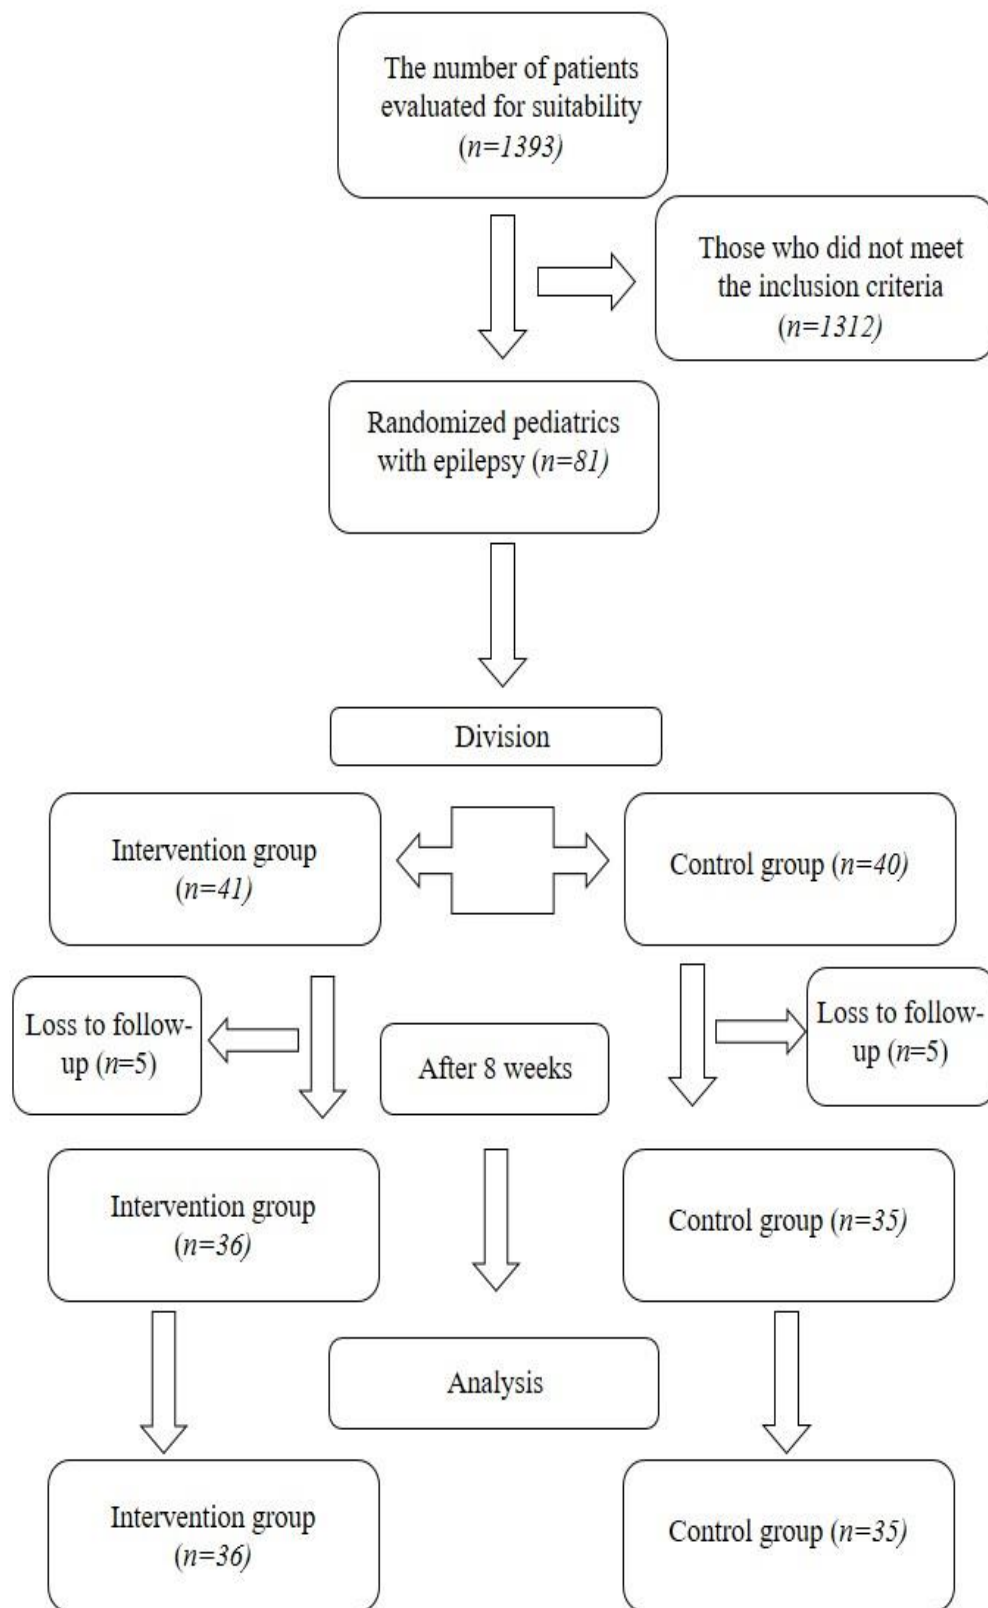 The number of patients
evaluated for suitability
(n=1393)
Those who did not meet
the inclusion criteria
(n=1312)
Randomized pediatrics
with epilepsy (n=81)
Division
Intervention group
(n=41)
Control group (n=40)
Loss to follow-
up (n=5)
After 8 weeks
Loss to follow-
up (n=5)
Intervention group
(n=36)
Control group (n=35)
Analysis
Intervention group
(n=36)
Control group (n=35)